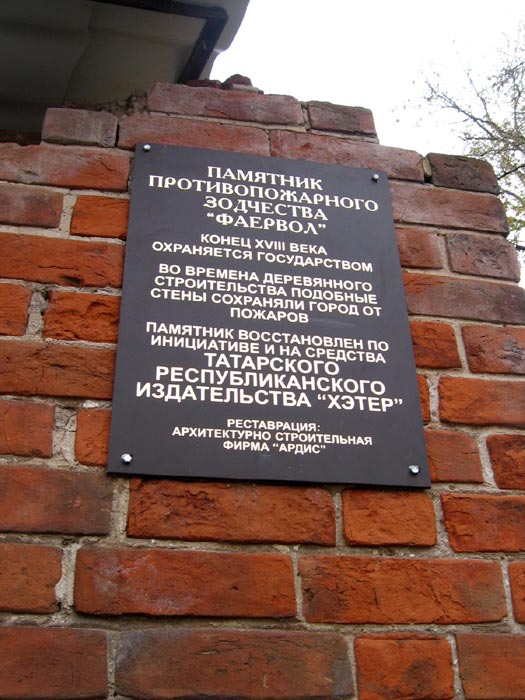 ПАМЯТНИК
ПРОТИВОПОЖАРНОГО
ЗОДЧЕСТВА
"ФАЕРВОЛ"
КОНЕЦ XVIII ВЕКА
ОХРАНЯЕТСЯ ГОСУДАРСТВОМ
ВО ВРЕМЕНА ДЕРЕВЯННОГО
СТРОИТЕЛЬСТВА ПОДОБНЫЕ
СТЕНЫ СОХРАНЯЛИ ГОРОД ОТ
ПОЖАРОВ
ПАМЯТНИК ВОССТАНОВЛЕН ПО
ИНИЦИАТИВЕ И НА СРЕДСТВА
ТАТАРСКОГО
РЕСПУБЛИКАНСКОГО
ИЗДАТЕЛЬСТВА "ХЭТЕР"
РЕСТАВРАЦИЯ:
АРХИТЕКТУРНО СТРОИТЕЛЬНАЯ
ФИРМА "АРДИС"